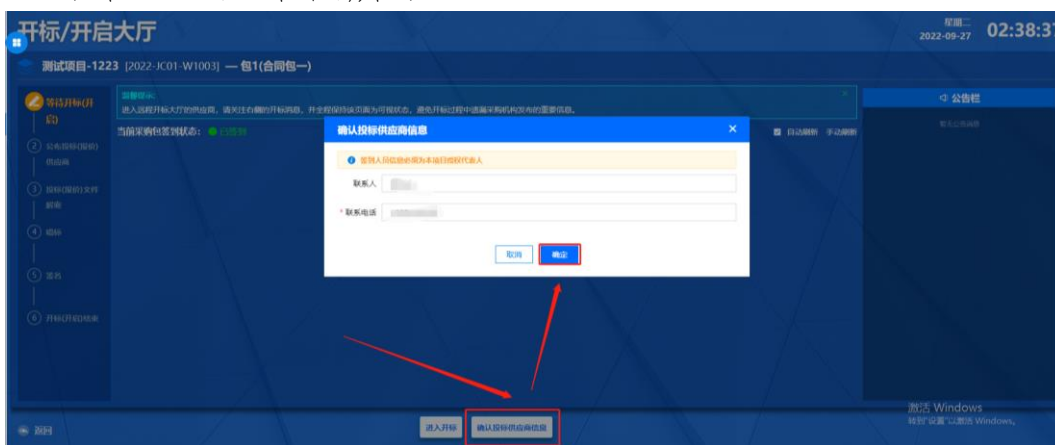 开标/开启大厅
星期二
2022-09-27
02:38:37
测试项目-1223 [2022-JC01-W1003] — 包1(合同包一)
等待开标(开启)
温馨提示:
进入远程开标大厅的供应商，请关注右侧的开标消息，并全程保持该页面为可视状态，避免开标过程中遗漏采购机构发布的重要信息。
当前采购包签到状态： 已签到
自动刷新 手动刷新
公告栏
暂无公告消息
2 公布投标(报价)供应商
3 投标(报价)文件解密
4 唱标
5 签名
6 开标(开启)结束
确认投标供应商信息
签到人员信息必须为本项目授权代表人
联系人
* 联系电话
取消
确定
返回
进入开标
确认投标供应商信息
激活 Windows
转到"设置"以激活 Windows。